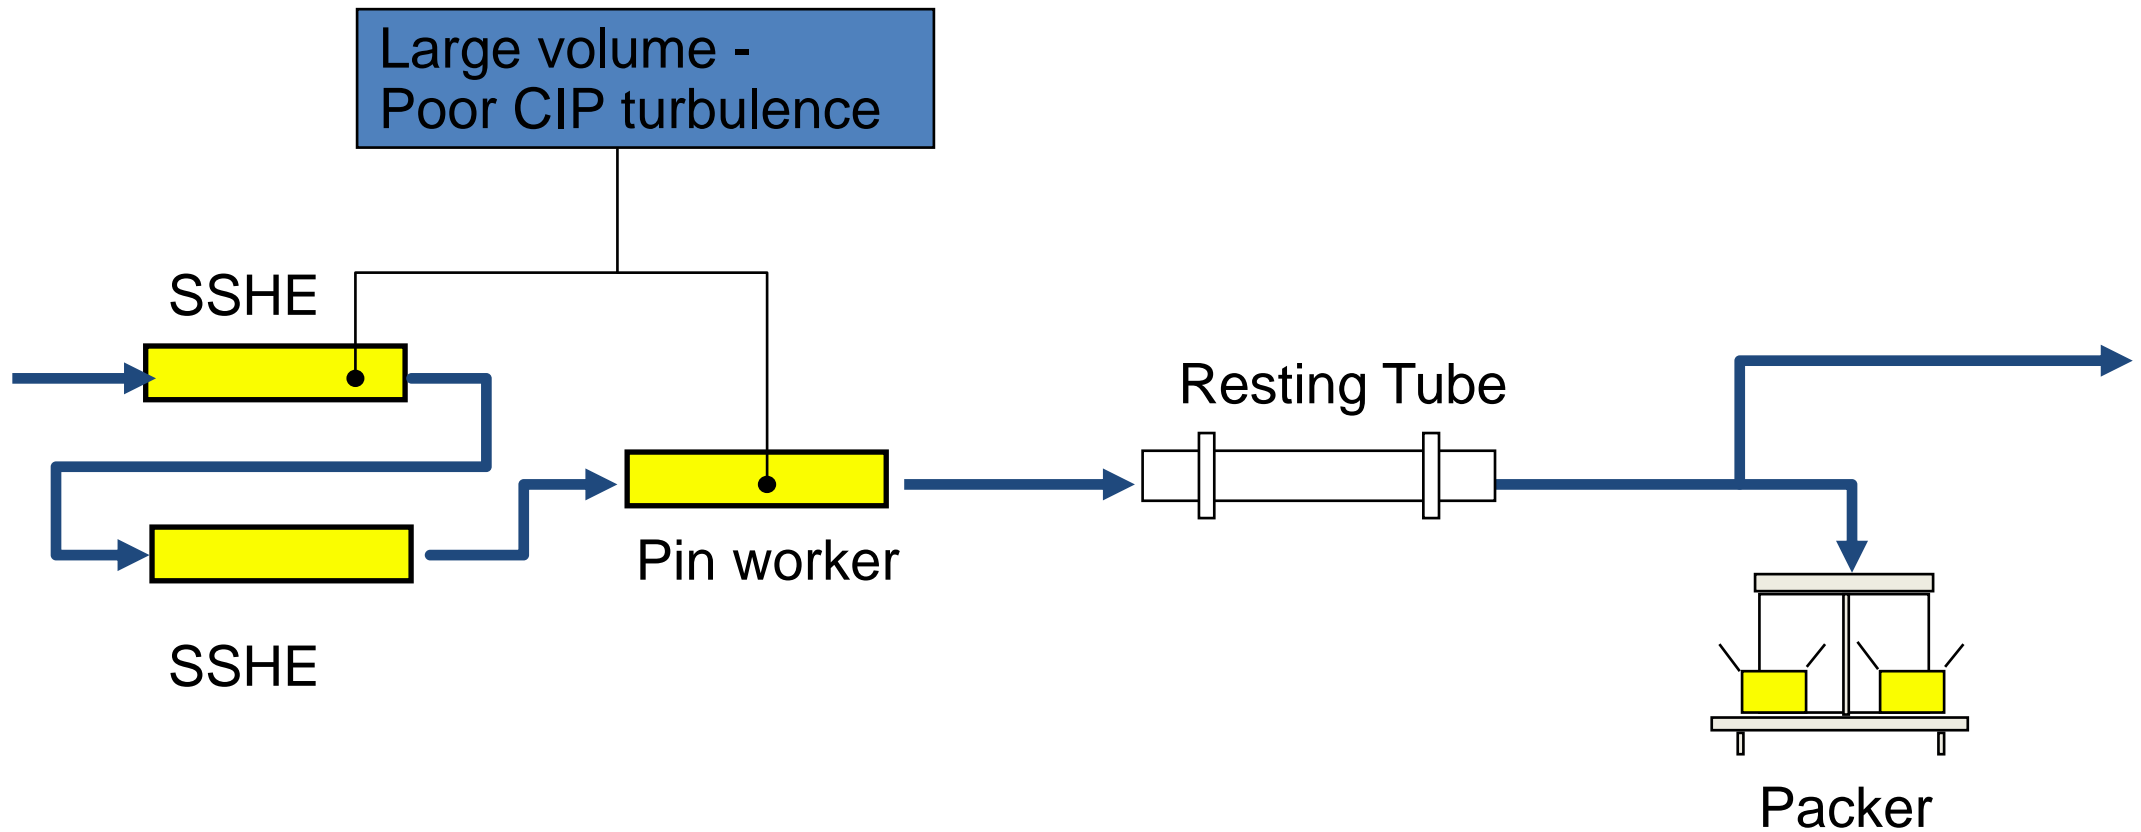 Large volume -
Poor CIP turbulence
SSHE
Resting Tube
Pin worker
SSHE
Packer